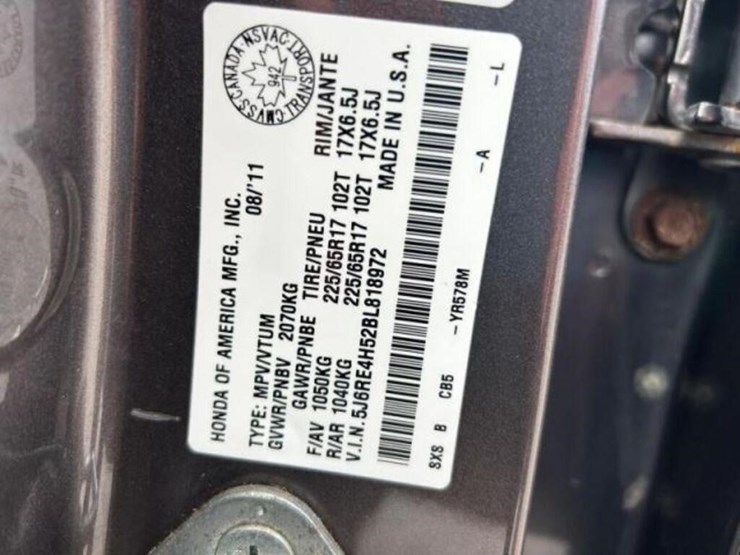 HONDA OF AMERICA MFG., INC. 08/'11
TYPE: MPV/VTUM
GVWR/PNBV 2070KG
GAWR/PNBE TIRE/PNEU RIM/JANTE
F/AV 1050KG 225/65R17 102T 17X6.5J
R/AR 1040KG 225/65R17 102T 17X6.5J
V.I.N. 5J6RE4H52BL818972 MADE IN U.S.A.
SXS B CB5 -YR578M -A -L
CMVSS CANADA NSVAC TRANSPORT
942